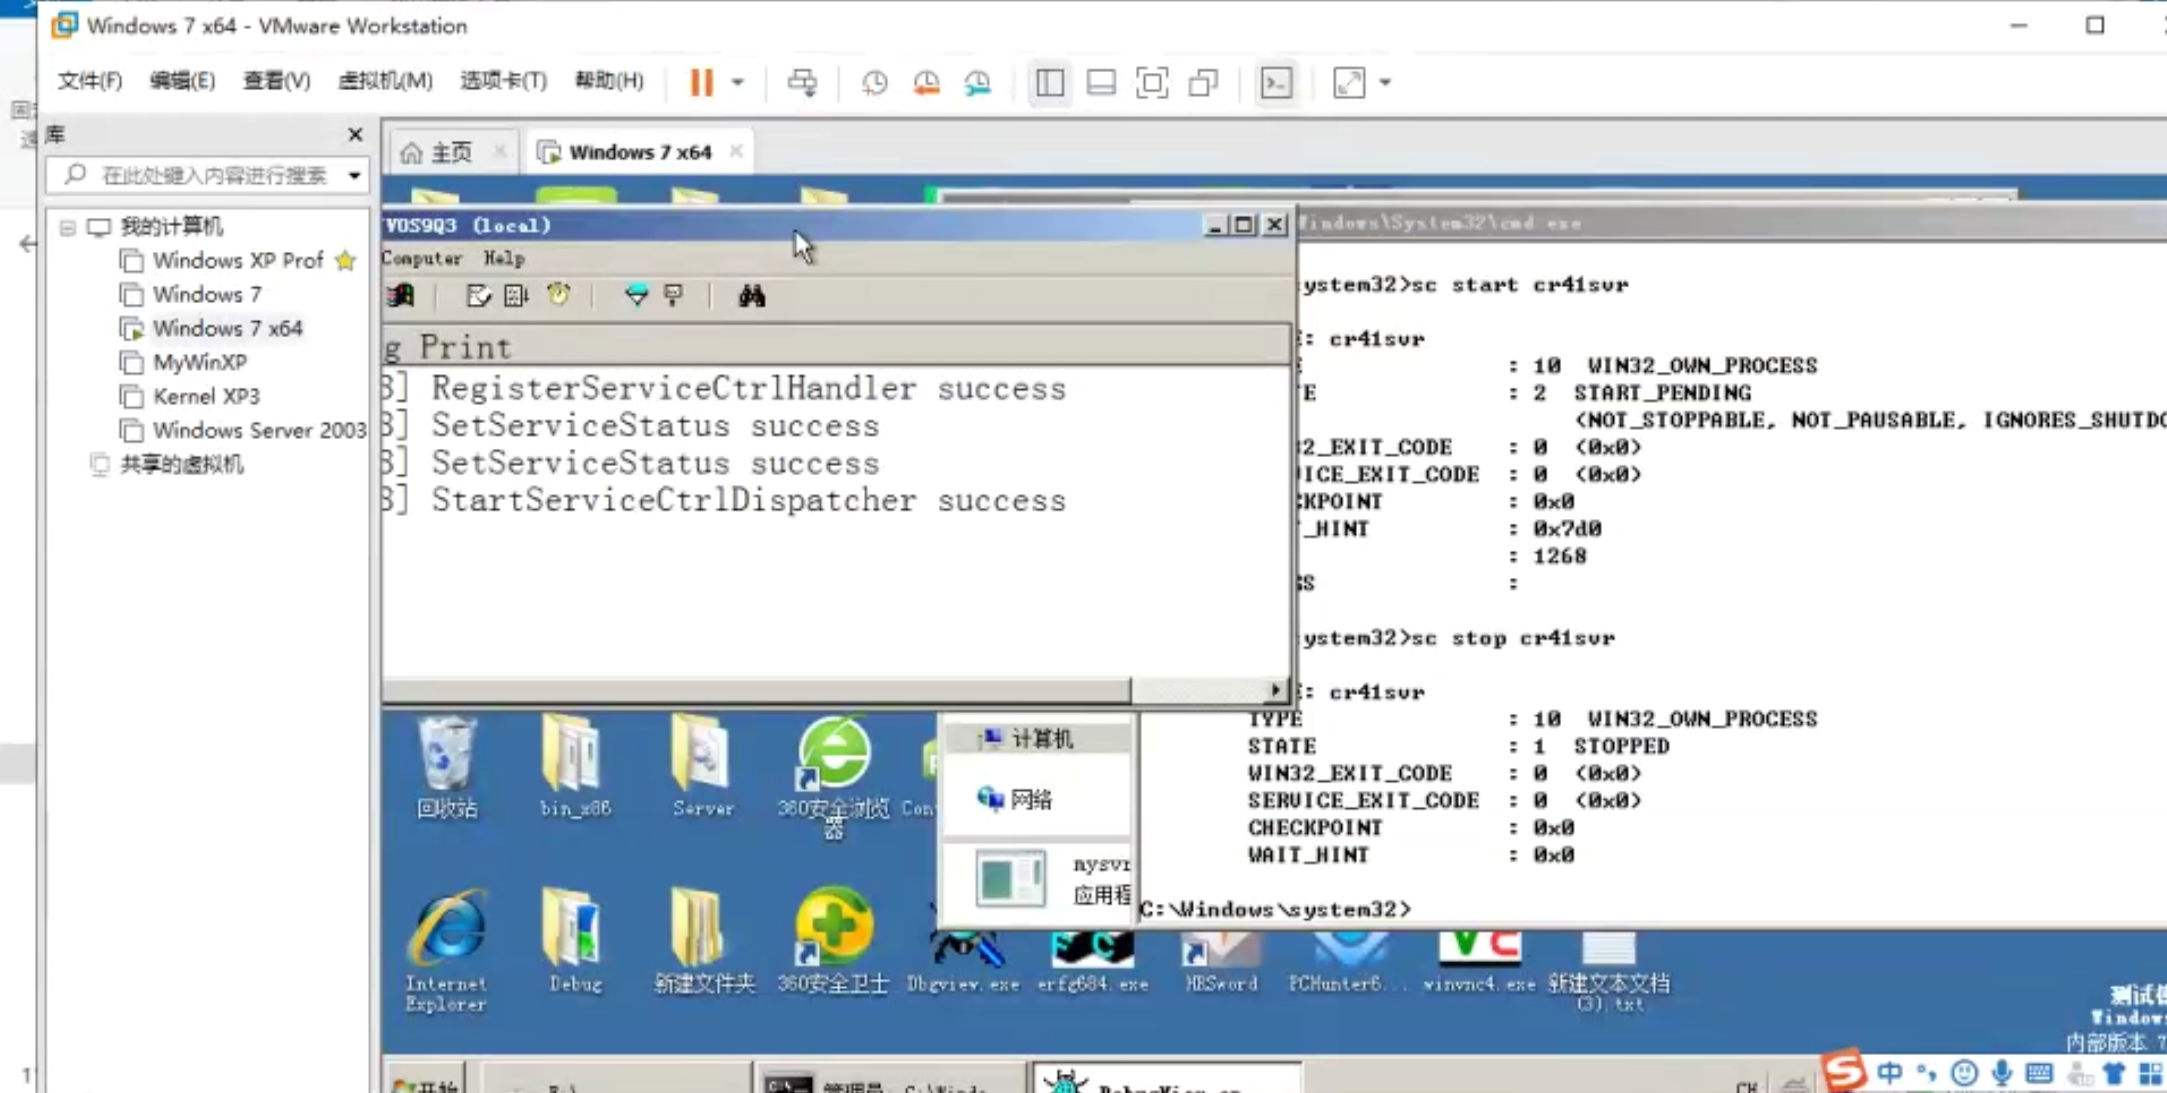 Windows 7 x64 - VMware Workstation
文件(F) 编辑(E) 查看(V) 虚拟机(M) 选项卡(T) 帮助(H)
库
主页
Windows 7 x64
在此处键入内容进行搜索
我的计算机
Windows XP Prof
Windows 7
Windows 7 x64
MyWinXP
Kernel XP3
Windows Server 2003
共享的虚拟机
VOS9Q3 (local)
Computer Help
g Print
3] RegisterServiceCtrlHandler success
3] SetServiceStatus success
3] SetServiceStatus success
3] StartServiceCtrlDispatcher success
Windows\System32\cmd.exe
ystem32>sc start cr41svr
E: cr41svr
E : 10 WIN32_OWN_PROCESS
E : 2 START_PENDING
(NOT_STOPPABLE, NOT_PAUSABLE, IGNORES_SHUTDO
2_EXIT_CODE : 0 (0x0)
ICE_EXIT_CODE : 0 (0x0)
KPOINT : 0x0
_HINT : 0x7d0
: 1268
SS :
ystem32>sc stop cr41svr
E: cr41svr
TYPE : 10 WIN32_OWN_PROCESS
STATE : 1 STOPPED
WIN32_EXIT_CODE : 0 (0x0)
SERVICE_EXIT_CODE : 0 (0x0)
CHECKPOINT : 0x0
WAIT_HINT : 0x0
C:\Windows\system32>
计算机
网络
mysvr
应用程
回收站
bin_x86
Server
360安全浏览器
Con
Internet Explorer
Debug
新建文件夹
360安全卫士
Dbgview.exe
erfg684.exe
HRSword
PCHunter6...
winvnc4.exe
新建文本文档 (3).txt
测试模
Windows
内部版本 7
开始
管理员: C:\Windo
DebugView on
CH
中